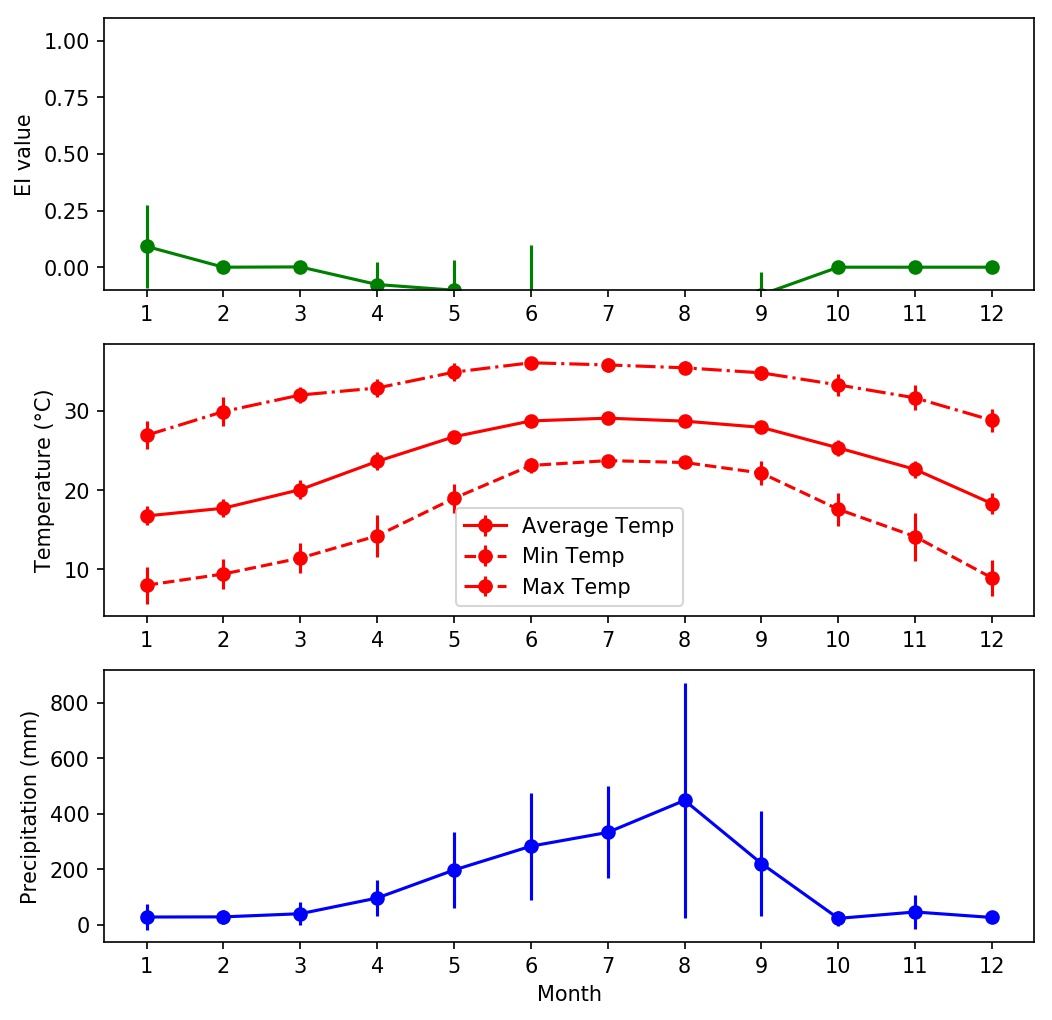 1.00
0.75
0.50
0.25
0.00
EI value
1 2 3 4 5 6 7 8 9 10 11 12
30
20
10
Temperature (°C)
Average Temp
Min Temp
Max Temp
1 2 3 4 5 6 7 8 9 10 11 12
800
600
400
200
0
Precipitation (mm)
1 2 3 4 5 6 7 8 9 10 11 12
Month